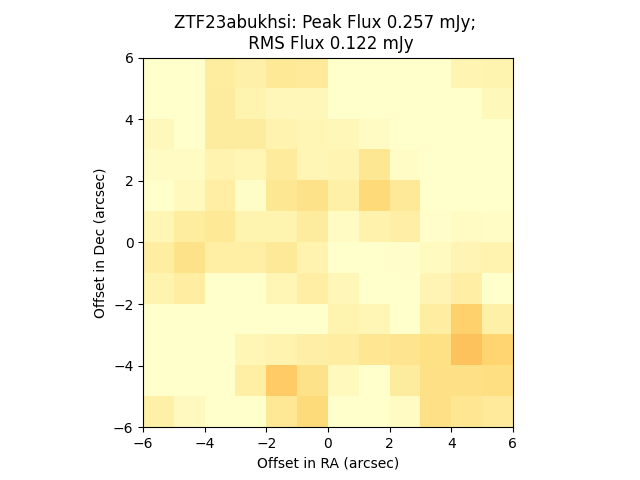 ZTF23abukhsi: Peak Flux 0.257 mJy;
RMS Flux 0.122 mJy
6
4
2
0
−2
−4
−6
Offset in Dec (arcsec)
−6 −4 −2 0 2 4 6
Offset in RA (arcsec)